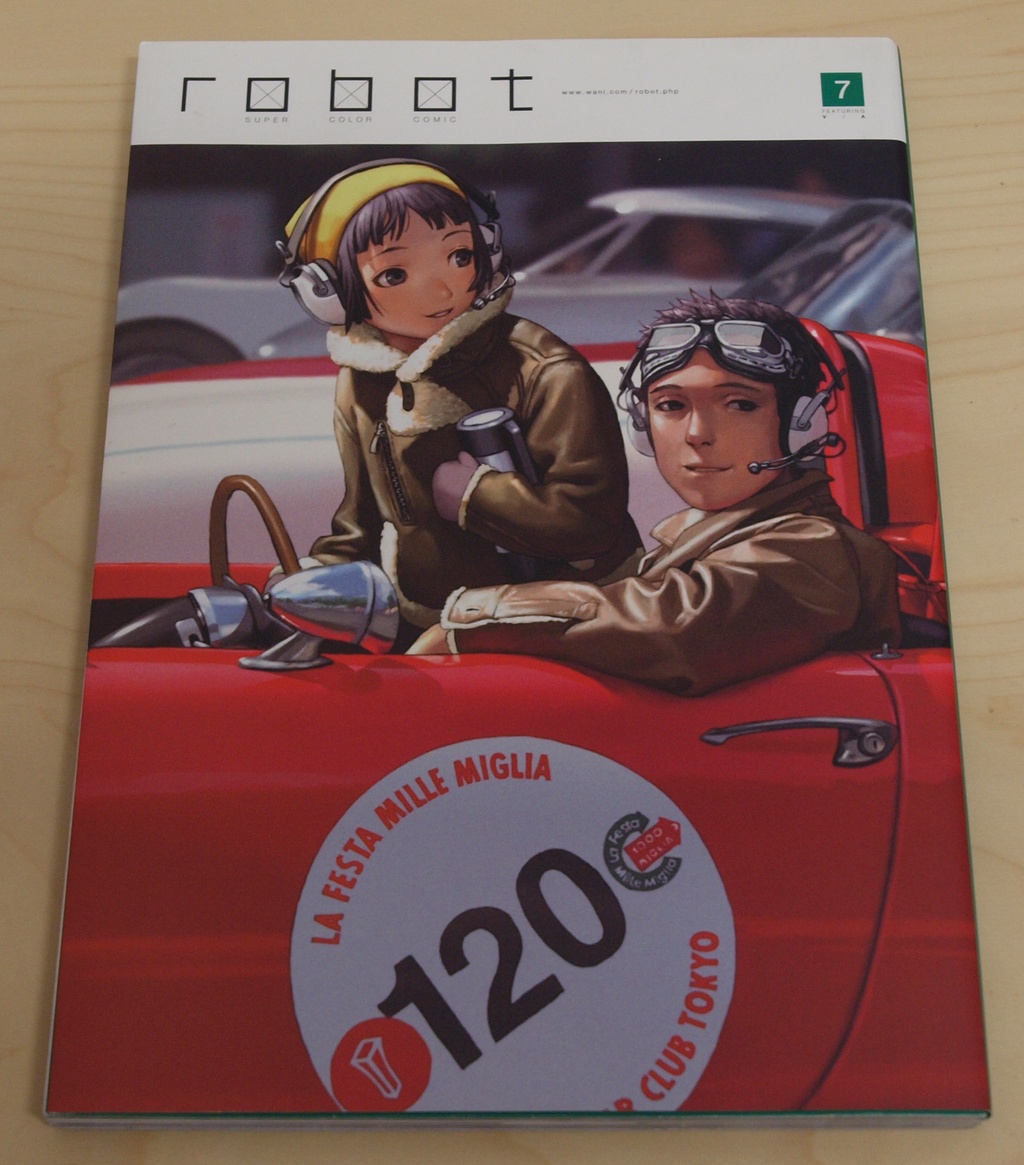 robot
SUPER COLOR COMIC
www.wani.com/robot.php
7
FEATURING
V / A
LA FESTA MILLE MIGLIA
La Festa
1000
MIGLIA
Mille Miglia
120
CLUB TOKYO